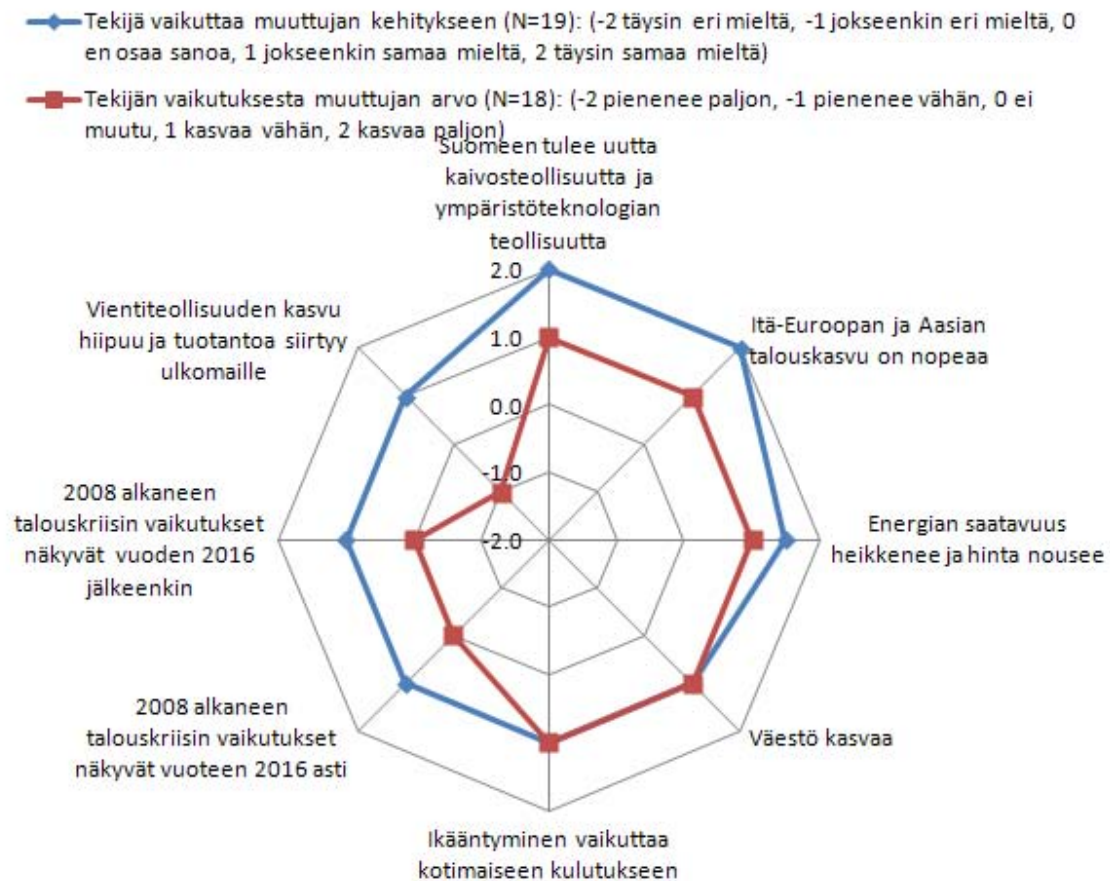 Tekijä vaikuttaa muuttujan kehitykseen (N=19): (-2 täysin eri mieltä, -1 jokseenkin eri mieltä, 0
en osaa sanoa, 1 jokseenkin samaa mieltä, 2 täysin samaa mieltä)
Tekijän vaikutuksesta muuttujan arvo (N=18): (-2 pienenee paljon, -1 pienenee vähän, 0 ei
muutu, 1 kasvaa vähän, 2 kasvaa paljon)
Suomeen tulee uutta
kaivosteollisuutta ja
ympäristöteknologian
teollisuutta
2.0
1.0
0.0
-1.0
-2.0
Itä-Euroopan ja Aasian
talouskasvu on nopeaa
Energian saatavuus
heikkenee ja hinta nousee
Väestö kasvaa
Ikääntyminen vaikuttaa
kotimaiseen kulutukseen
2008 alkaneen
talouskriisin vaikutukset
näkyvät vuoteen 2016 asti
2008 alkaneen
talouskriisin vaikutukset
näkyvät vuoden 2016
jälkeenkin
Vientiteollisuuden kasvu
hiipuu ja tuotantoa siirtyy
ulkomaille